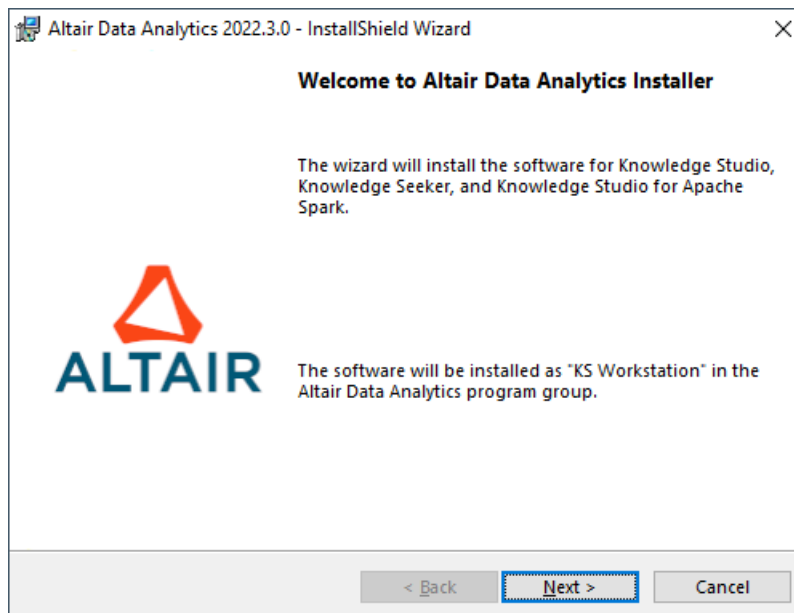 Altair Data Analytics 2022.3.0 - InstallShield Wizard
Welcome to Altair Data Analytics Installer
The wizard will install the software for Knowledge Studio,
Knowledge Seeker, and Knowledge Studio for Apache
Spark.
ALTAIR
The software will be installed as "KS Workstation" in the
Altair Data Analytics program group.
< Back
Next >
Cancel